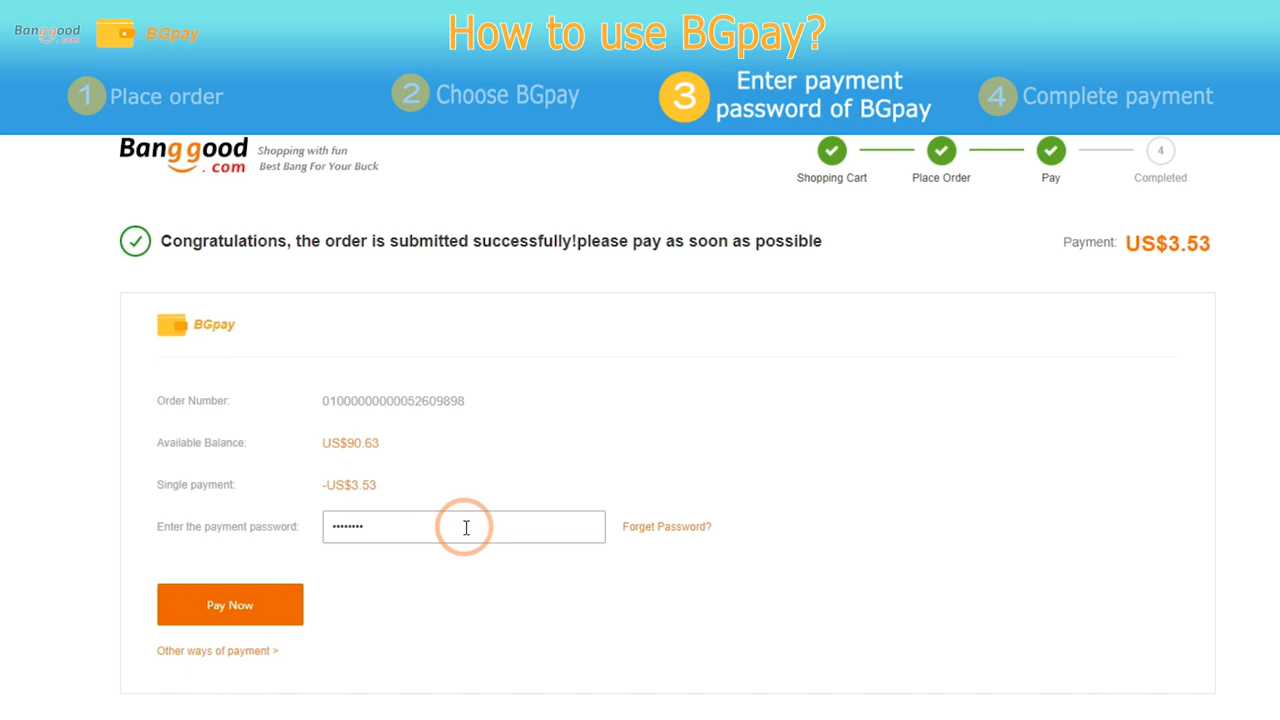 Banggood.com BGpay
How to use BGpay?
1 Place order
2 Choose BGpay
3 Enter payment
password of BGpay
4 Complete payment
Banggood.com
Shopping with fun
Best Bang For Your Buck
Shopping Cart
Place Order
Pay
4
Completed
Congratulations, the order is submitted successfully!please pay as soon as possible
Payment: US$3.53
BGpay
Order Number: 01000000000052609898
Available Balance: US$90.63
Single payment: -US$3.53
Enter the payment password: •••••••• Forget Password?
Pay Now
Other ways of payment >